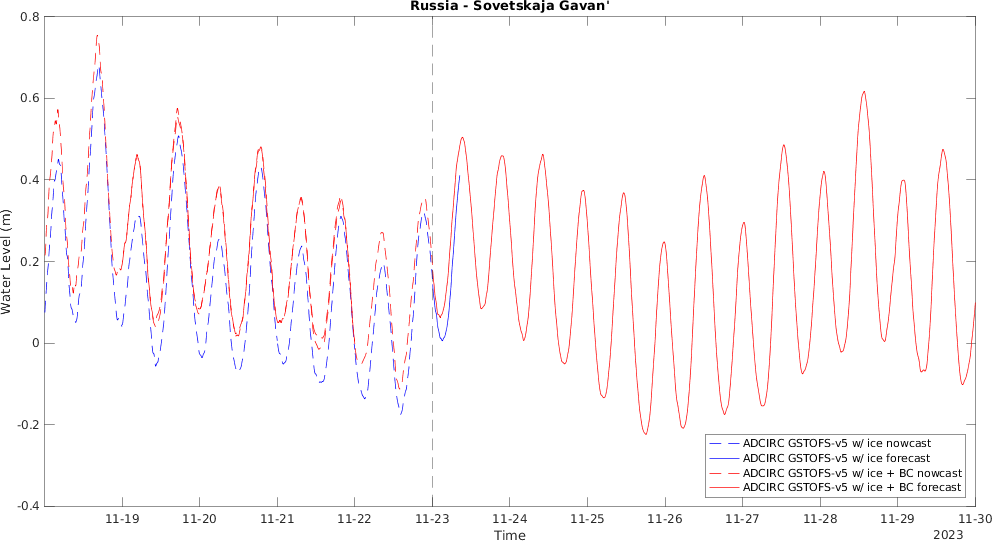 Russia - Sovetskaja Gavan'
0.8
0.6
0.4
0.2
0
-0.2
-0.4
Water Level (m)
ADCIRC GSTOFS-v5 w/ ice nowcast
ADCIRC GSTOFS-v5 w/ ice forecast
ADCIRC GSTOFS-v5 w/ ice + BC nowcast
ADCIRC GSTOFS-v5 w/ ice + BC forecast
11-19 11-20 11-21 11-22 11-23 11-24 11-25 11-26 11-27 11-28 11-29 11-30
Time
2023